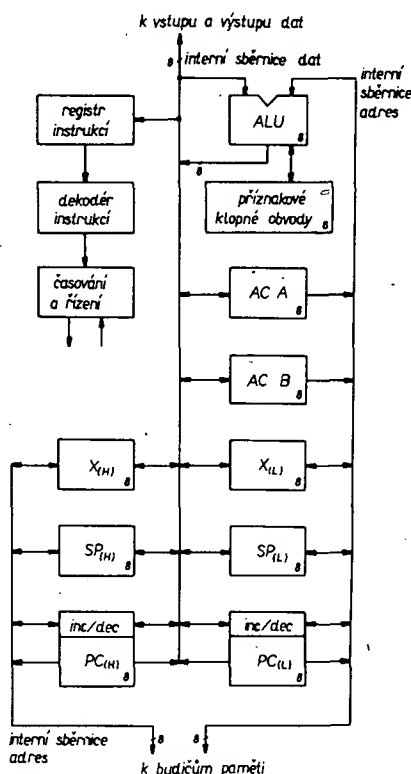 k vstupu a výstupu dat
8
interní sběrnice dat
interní
sběrnice
adres
registr
instrukcí
ALU
8
8
dekodér
instrukcí
příznakové
klopné obvody
8
časování
a řízení
AC A
8
AC B
8
X(H)
8
X(L)
8
SP(H)
8
SP(L)
8
inc/dec
inc/dec
PC(H)
8
PC(L)
8
interní sběrnice
adres
8
8
k budičům paměti